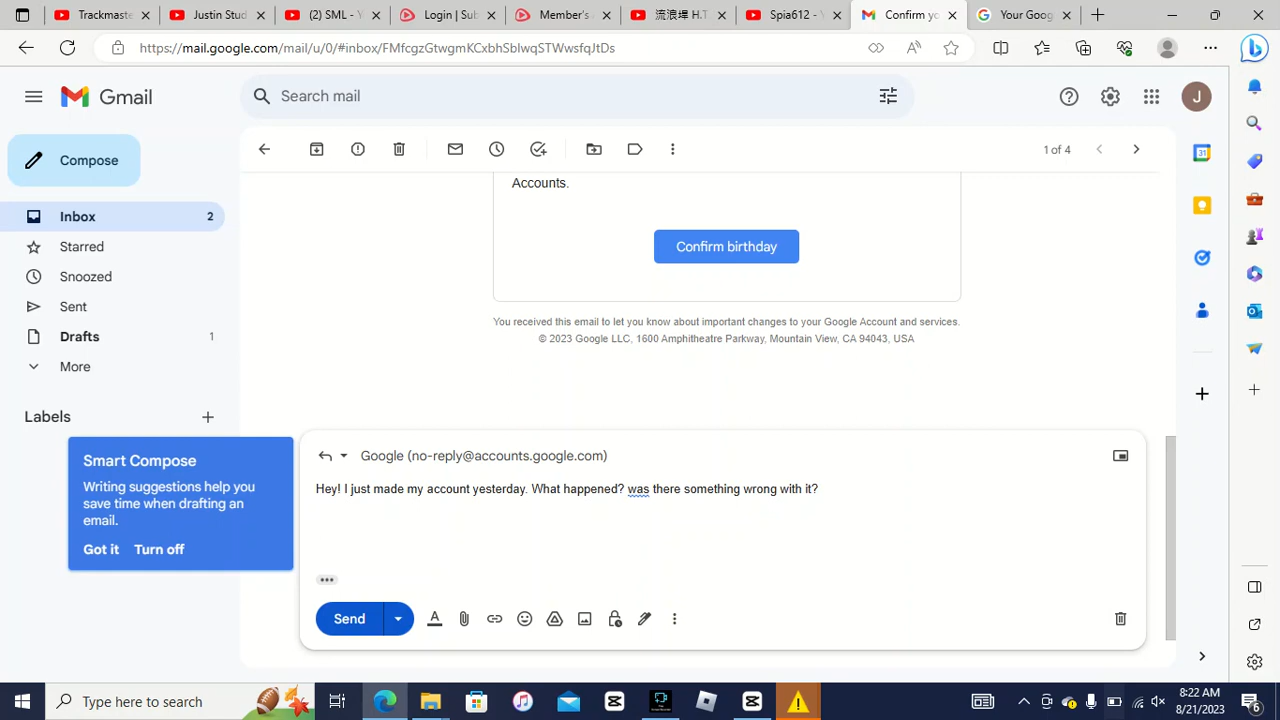 Trackmaste
Justin Stud
(2) SML - Y
Login | Sub
Member's A
流浪埠 H.T
Spia612 - Y
Confirm yo
Your Goog
https://mail.google.com/mail/u/0/#inbox/FMfcgzGtwgmKCxbhSblwqSTWwsfqJtDs
Gmail
Search mail
J
Compose
1 of 4
31
Accounts.
Inbox
2
Confirm birthday
Starred
Snoozed
Sent
You received this email to let you know about important changes to your Google Account and services.
Drafts
1
© 2023 Google LLC, 1600 Amphitheatre Parkway, Mountain View, CA 94043, USA
More
Labels
Smart Compose
Writing suggestions help you
save time when drafting an
email.
Got it Turn off
Google (no-reply@accounts.google.com)
Hey! I just made my account yesterday. What happened? was there something wrong with it?
Send
Type here to search
8:22 AM
8/21/2023
6